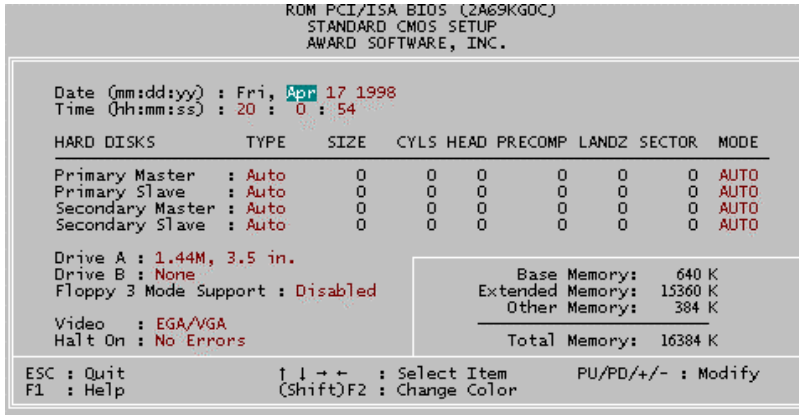 ROM PCI/ISA BIOS (2A69KGOC)
STANDARD CMOS SETUP
AWARD SOFTWARE, INC.
Date (mm:dd:yy) : Fri, Apr 17 1998
Time (hh:mm:ss) : 20 : 0 : 54
HARD DISKS TYPE SIZE CYLS HEAD PRECOMP LANDZ SECTOR MODE
Primary Master : Auto 0 0 0 0 0 0 AUTO
Primary Slave : Auto 0 0 0 0 0 0 AUTO
Secondary Master : Auto 0 0 0 0 0 0 AUTO
Secondary Slave : Auto 0 0 0 0 0 0 AUTO
Drive A : 1.44M, 3.5 in.
Drive B : None
Floppy 3 Mode Support : Disabled
Video : EGA/VGA
Halt On : No Errors
Base Memory: 640 K
Extended Memory: 15360 K
Other Memory: 384 K
Total Memory: 16384 K
ESC : Quit ↑ ↓ → ← : Select Item PU/PD/+/- : Modify
F1 : Help (Shift)F2 : Change Color